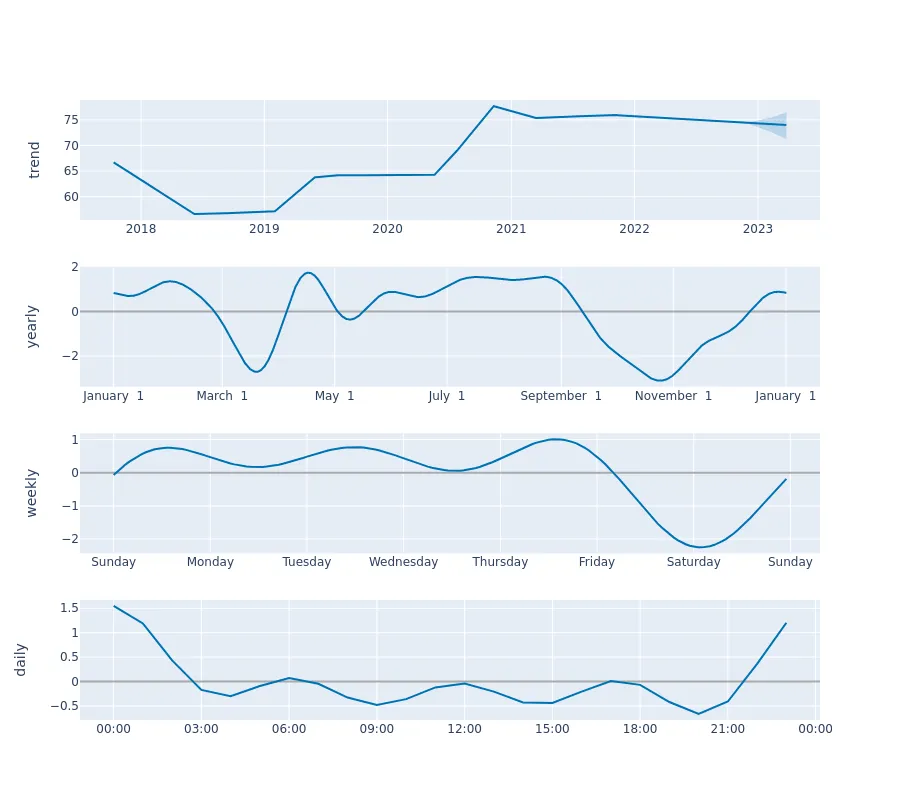 trend
75
70
65
60
2018 2019 2020 2021 2022 2023
yearly
2
0
−2
January 1 March 1 May 1 July 1 September 1 November 1 January 1
weekly
1
0
−1
−2
Sunday Monday Tuesday Wednesday Thursday Friday Saturday Sunday
daily
1.5
1
0.5
0
−0.5
00:00 03:00 06:00 09:00 12:00 15:00 18:00 21:00 00:00